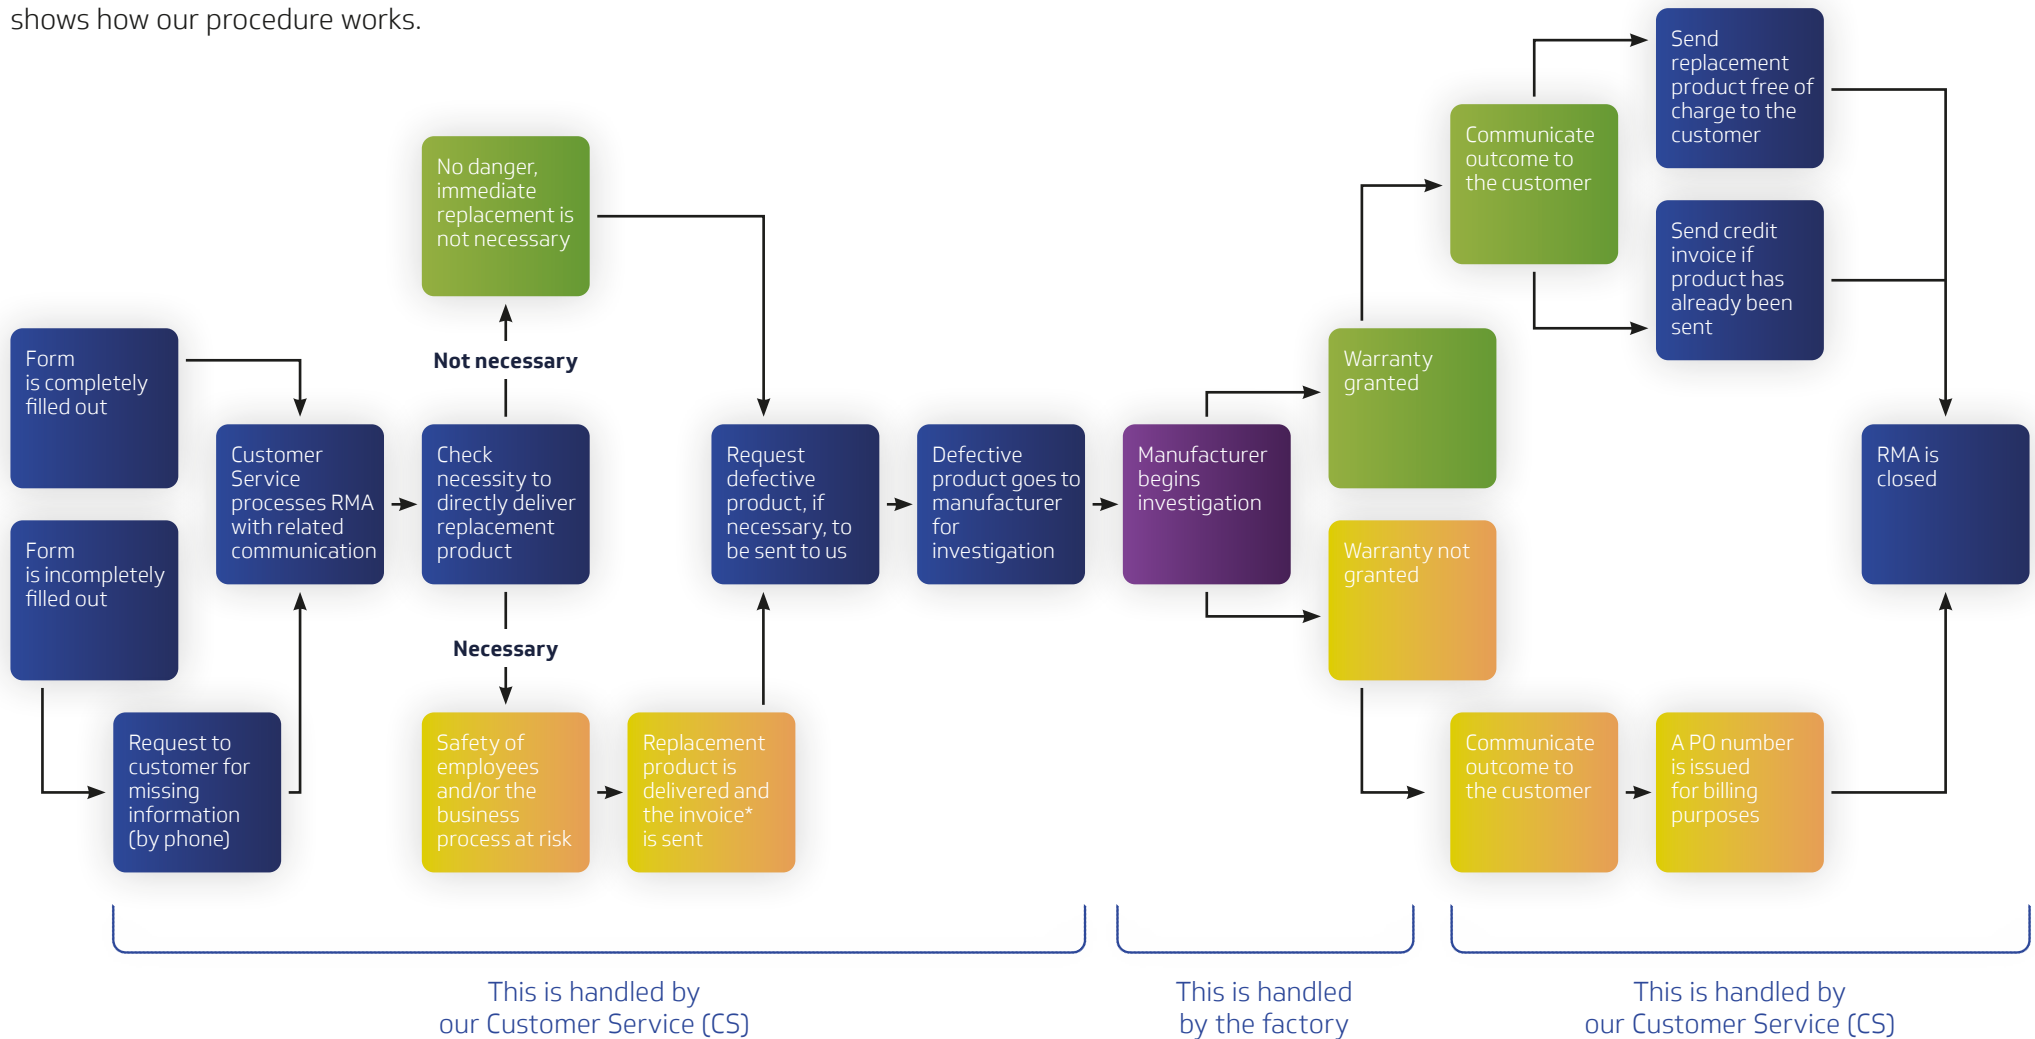 shows how our procedure works.
Form
is completely
filled out
Form
is incompletely
filled out
Request to
customer for
missing
information
(by phone)
Customer
Service
processes RMA
with related
communication
Check
necessity to
directly deliver
replacement
product
Not necessary
No danger,
immediate
replacement is
not necessary
Necessary
Safety of
employees
and/or the
business
process at risk
Replacement
product is
delivered and
the invoice*
is sent
Request
defective
product, if
necessary, to
be sent to us
Defective
product goes to
manufacturer
for
investigation
Manufacturer
begins
investigation
Warranty
granted
Warranty not
granted
Communicate
outcome to
the customer
Send
replacement
product free of
charge to the
customer
Send credit
invoice if
product has
already been
sent
Communicate
outcome to
the customer
A PO number
is issued
for billing
purposes
RMA is
closed
This is handled by
our Customer Service (CS)
This is handled
by the factory
This is handled by
our Customer Service (CS)